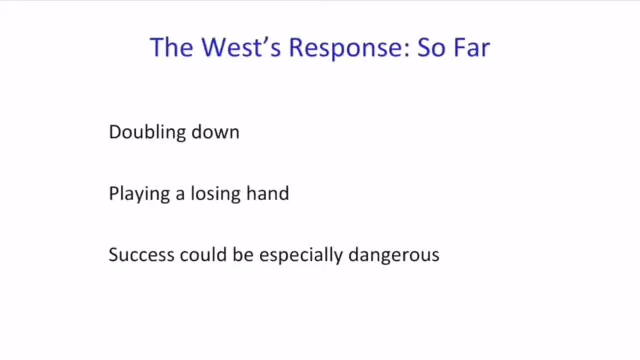 The West's Response: So Far
Doubling down
Playing a losing hand
Success could be especially dangerous